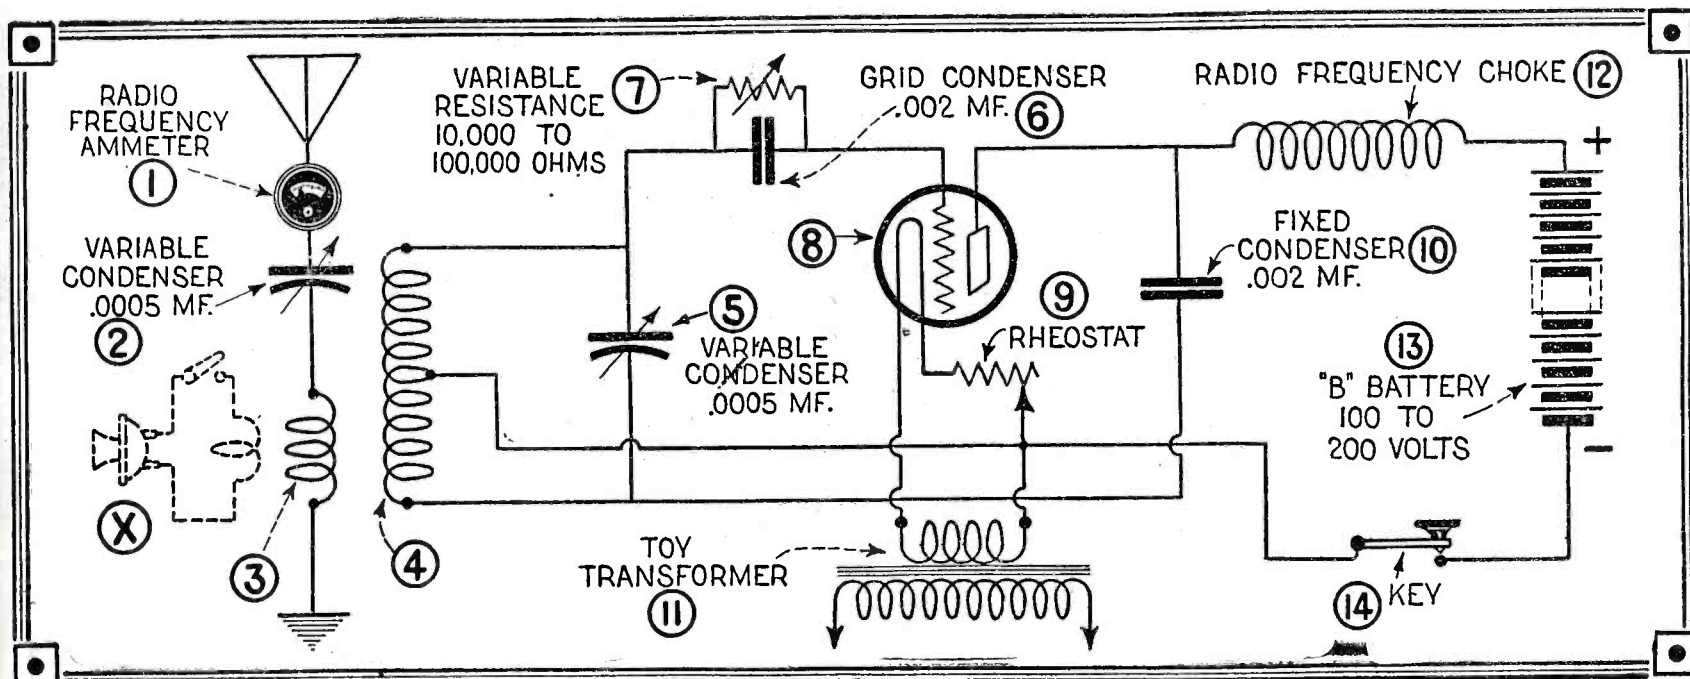 RADIO
FREQUENCY
AMMETER
1
VARIABLE
CONDENSER
.0005 MF.
2
X
3
4
VARIABLE
RESISTANCE
10,000 TO
100,000 OHMS
7
GRID CONDENSER
.002 MF. 6
8
5
VARIABLE
CONDENSER
.0005 MF.
9
RHEOSTAT
TOY
TRANSFORMER
11
RADIO FREQUENCY CHOKE 12
FIXED
CONDENSER 10
.002 MF.
+
13
"B" BATTERY
100 TO
200 VOLTS
−
14 KEY